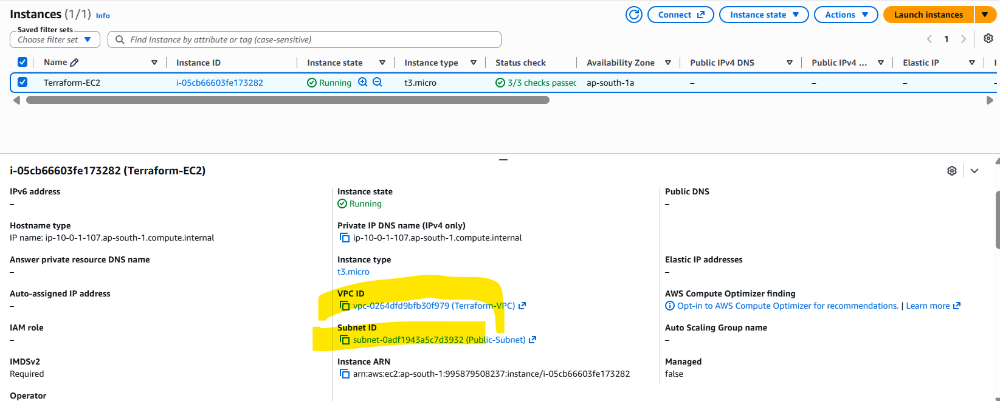 Instances (1/1) Info
Connect
Instance state
Actions
Launch instances
Saved filter sets
Choose filter set
Find Instance by attribute or tag (case-sensitive)
1
Name
Instance ID
Instance state
Instance type
Status check
Availability Zone
Public IPv4 DNS
Public IPv4 ...
Elastic IP
Terraform-EC2
i-05cb66603fe173282
Running
t3.micro
3/3 checks passec
ap-south-1a
–
–
–
i-05cb66603fe173282 (Terraform-EC2)
IPv6 address
–
Instance state
Running
Public DNS
–
Hostname type
IP name: ip-10-0-1-107.ap-south-1.compute.internal
Private IP DNS name (IPv4 only)
ip-10-0-1-107.ap-south-1.compute.internal
Answer private resource DNS name
–
Instance type
t3.micro
Elastic IP addresses
–
Auto-assigned IP address
–
VPC ID
vpc-0264dfd9bfb30f979 (Terraform-VPC)
AWS Compute Optimizer finding
Opt-in to AWS Compute Optimizer for recommendations. | Learn more
IAM role
–
Subnet ID
subnet-0adf1943a5c7d3932 (Public-Subnet)
Auto Scaling Group name
–
IMDSv2
Required
Instance ARN
arn:aws:ec2:ap-south-1:995879508237:instance/i-05cb66603fe173282
Managed
false
Operator